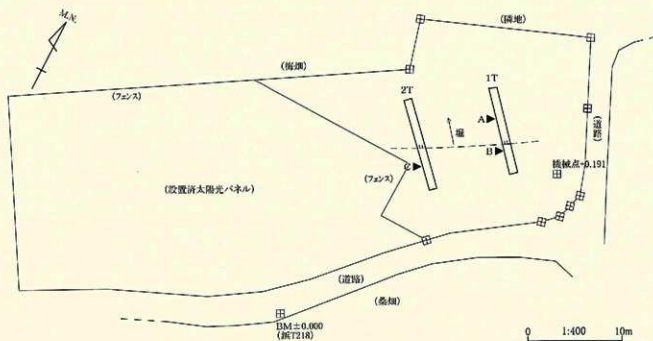 M.N.
(隣地)
(梅畑)
(フェンス)
2T
1T
A
堀
B
C
(道路)
機械点-0.191
(フェンス)
(設置済太陽光パネル)
(道路)
(桑畑)
BM±0.000
(浜T218)
0 1:400 10m